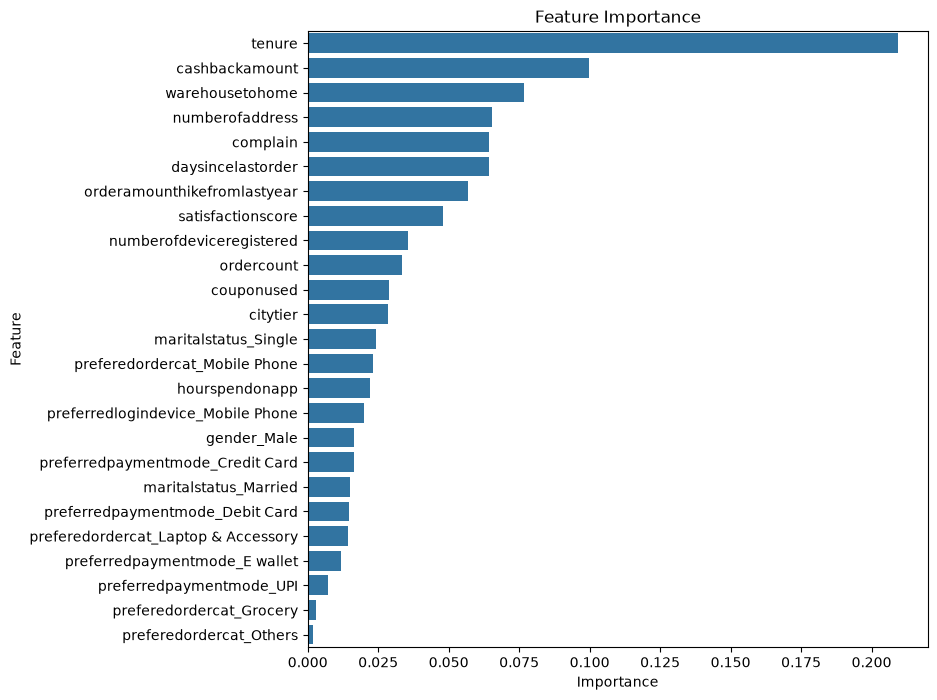 Feature Importance
Feature
tenure
cashbackamount
warehousetohome
numberofaddress
complain
daysincelastorder
orderamounthikefromlastyear
satisfactionscore
numberofdeviceregistered
ordercount
couponused
citytier
maritalstatus_Single
preferedordercat_Mobile Phone
hourspendonapp
preferredlogindevice_Mobile Phone
gender_Male
preferredpaymentmode_Credit Card
maritalstatus_Married
preferredpaymentmode_Debit Card
preferedordercat_Laptop & Accessory
preferredpaymentmode_E wallet
preferredpaymentmode_UPI
preferedordercat_Grocery
preferedordercat_Others
0.000 0.025 0.050 0.075 0.100 0.125 0.150 0.175 0.200
Importance